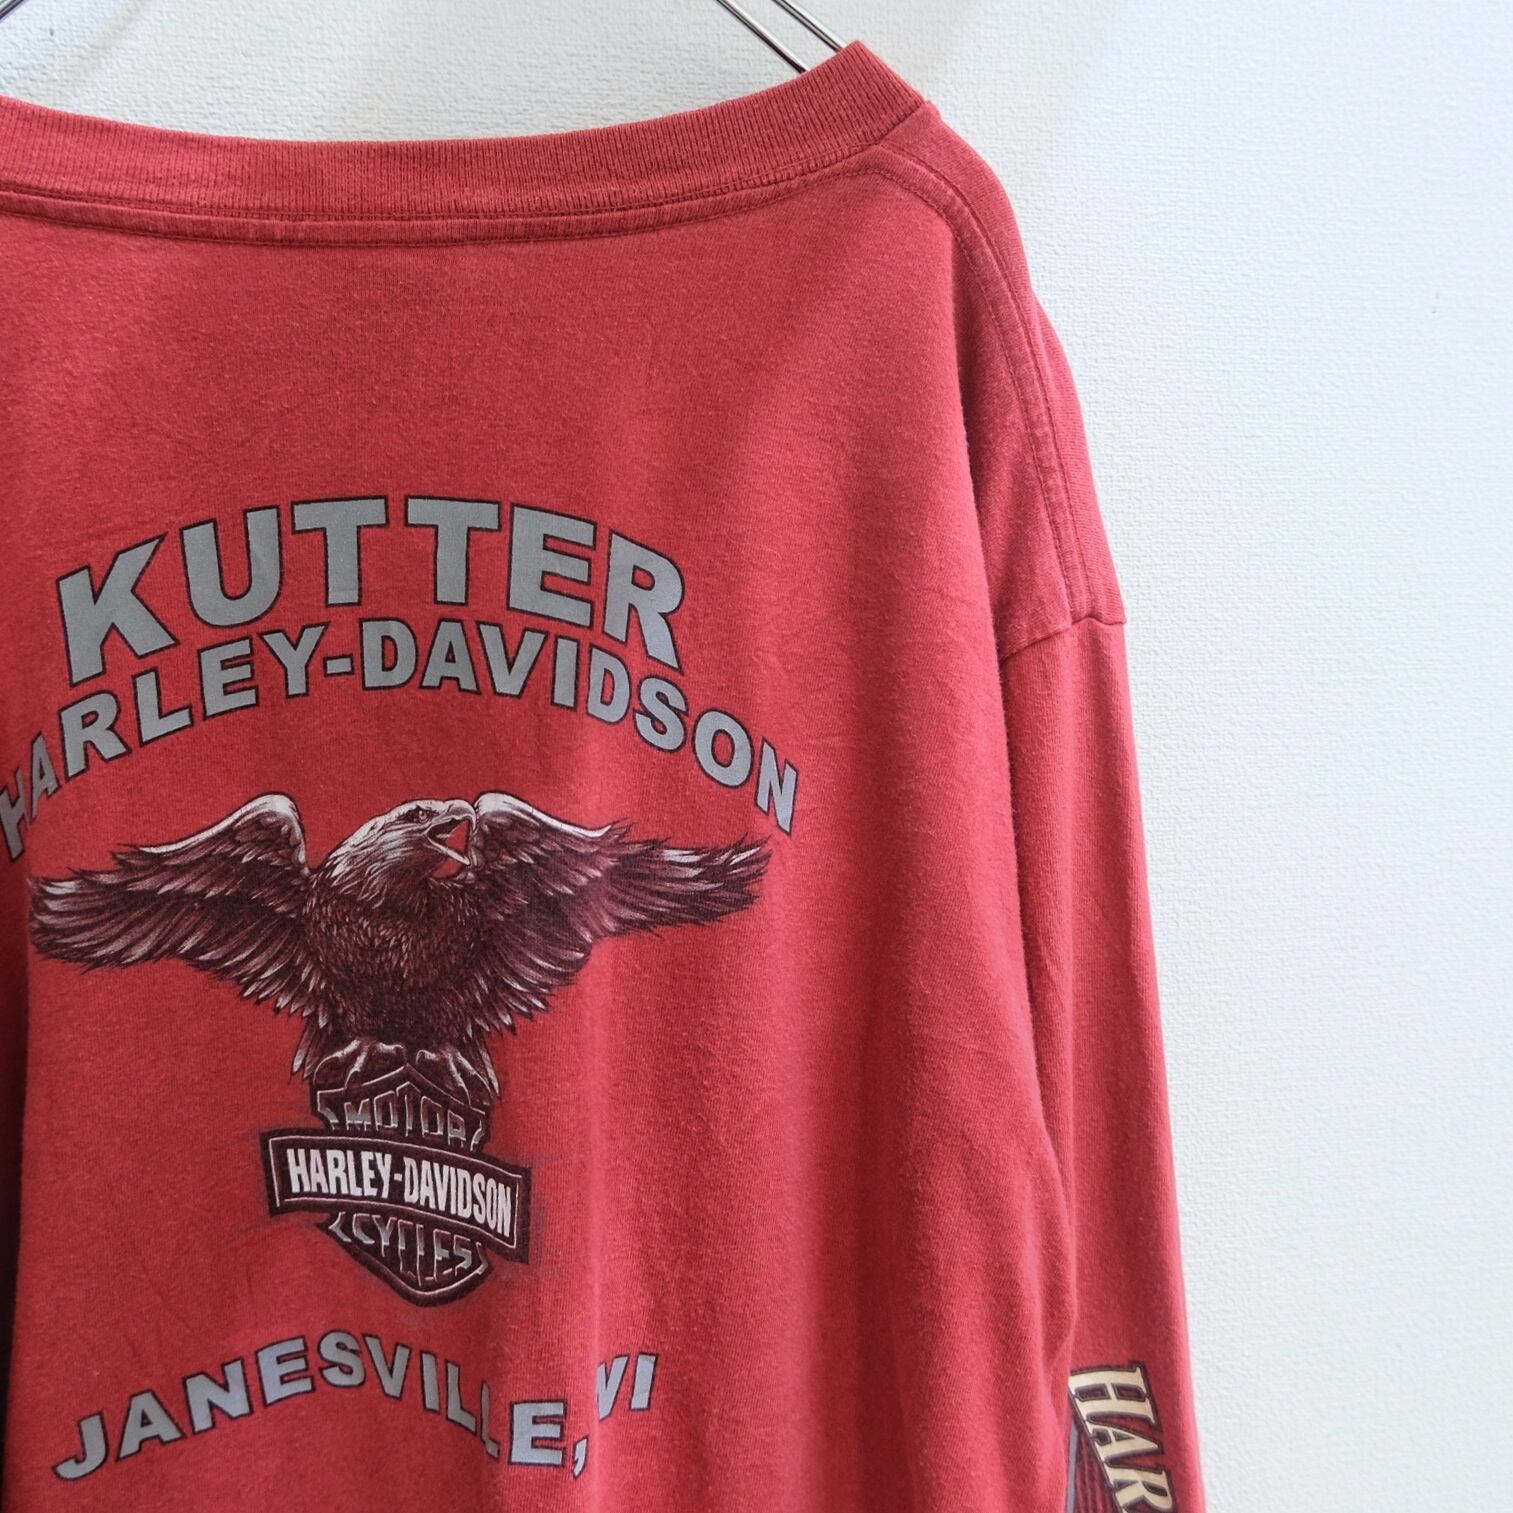 KUTTER
HARLEY-DAVIDSON
MOTOR
HARLEY-DAVIDSON
CYCLES
JANESVILLE, WI